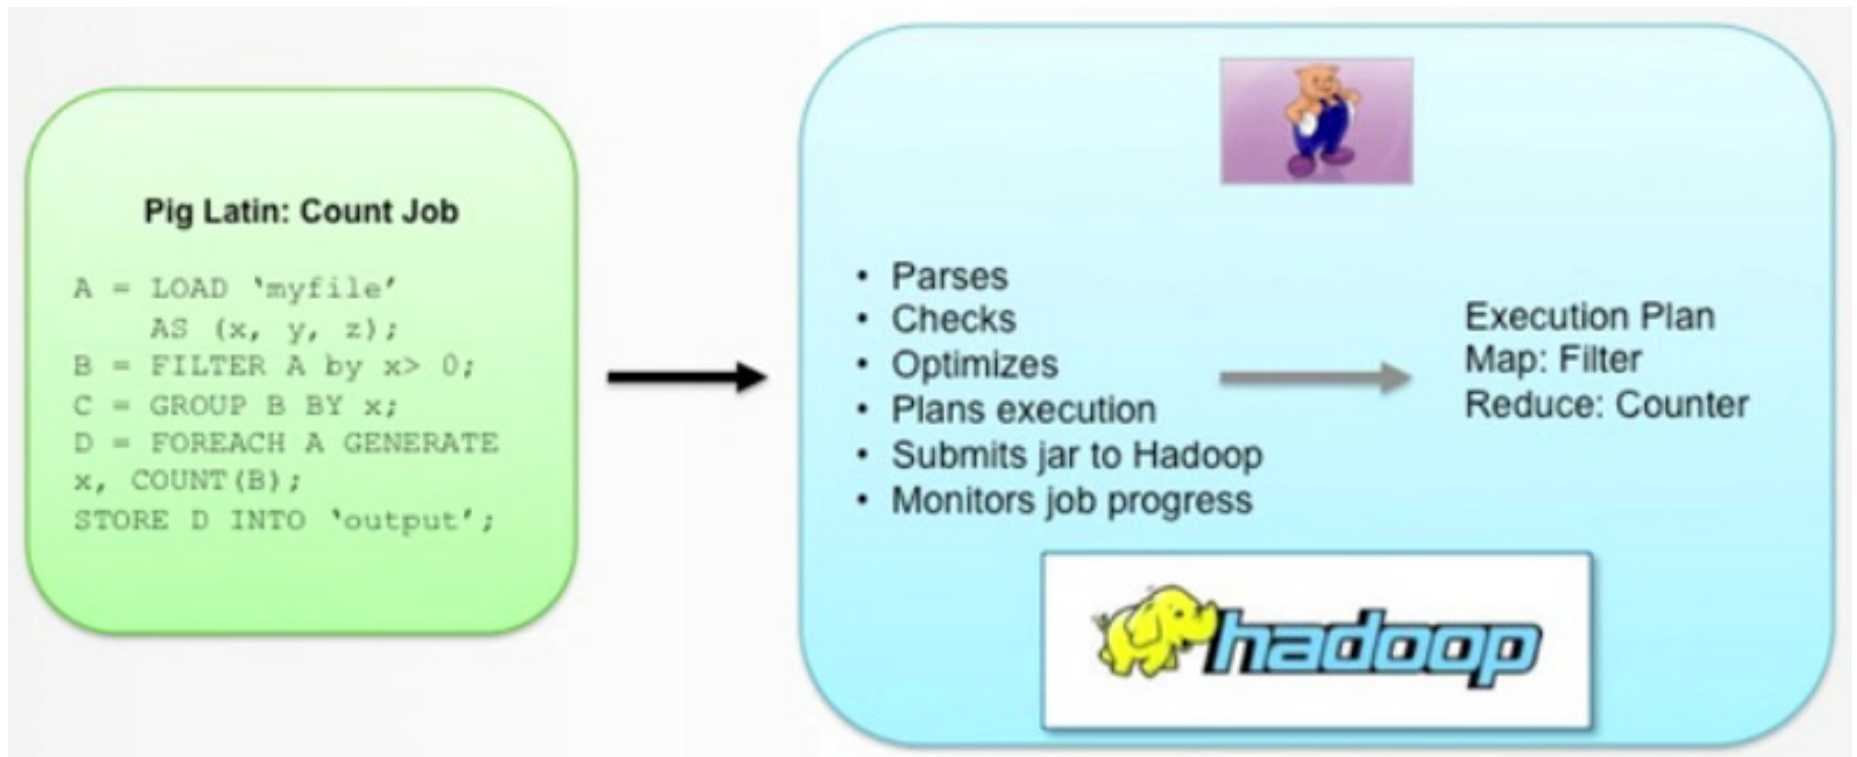 Pig Latin: Count Job
A = LOAD ‘myfile’
AS (x, y, z);
B = FILTER A by x> 0;
C = GROUP B BY x;
D = FOREACH A GENERATE
x, COUNT(B);
STORE D INTO ‘output’;
• Parses
• Checks
• Optimizes
• Plans execution
• Submits jar to Hadoop
• Monitors job progress
Execution Plan
Map: Filter
Reduce: Counter
hadoop